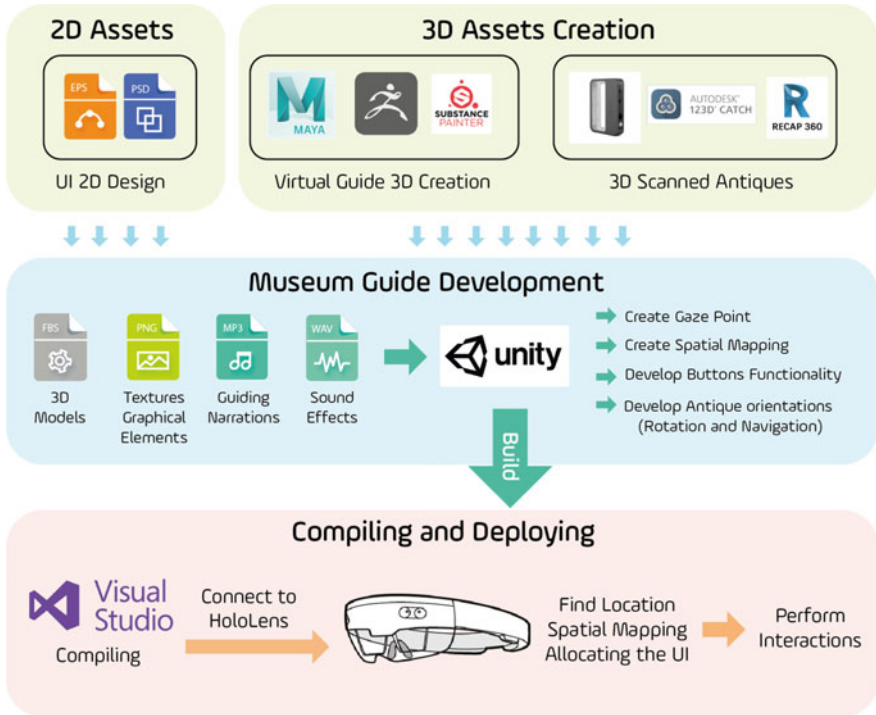 2D Assets
EPS
PSD
UI 2D Design
3D Assets Creation
MAYA
SUBSTANCE
PAINTER
Virtual Guide 3D Creation
AUTODESK®
123D® CATCH
RECAP 360
3D Scanned Antiques
Museum Guide Development
FBS
3D
Models
PNG
Textures
Graphical
Elements
MP3
Guiding
Narrations
WAV
Sound
Effects
unity
Create Gaze Point
Create Spatial Mapping
Develop Buttons Functionality
Develop Antique orientations
(Rotation and Navigation)
Build
Compiling and Deploying
Visual
Studio
Compiling
Connect to
HoloLens
Find Location
Spatial Mapping
Allocating the UI
Perform
Interactions